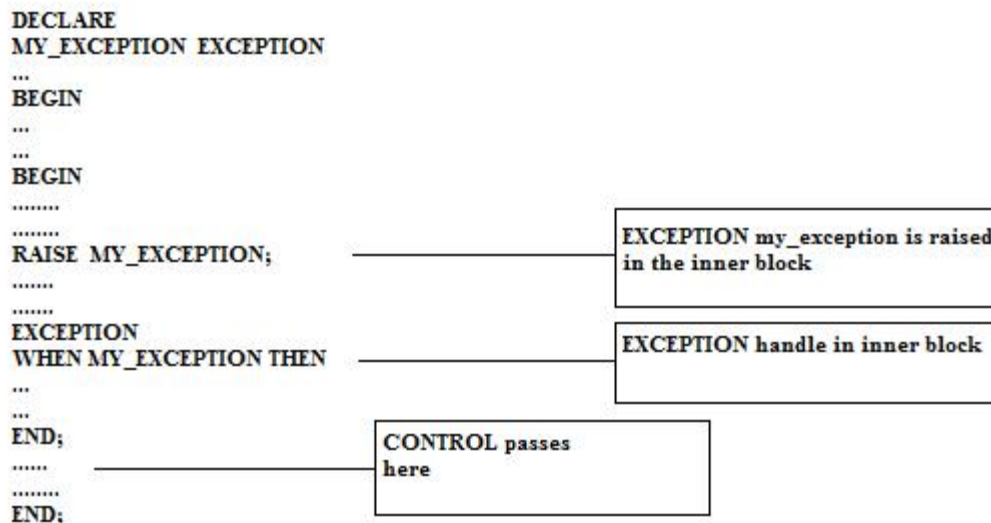 DECLARE
MY_EXCEPTION EXCEPTION
...
BEGIN
...
...
BEGIN
........
........
RAISE MY_EXCEPTION;
EXCEPTION my_exception is raised
in the inner block
.......
.......
EXCEPTION
WHEN MY_EXCEPTION THEN
EXCEPTION handle in inner block
...
...
END;
......
CONTROL passes
here
........
END;